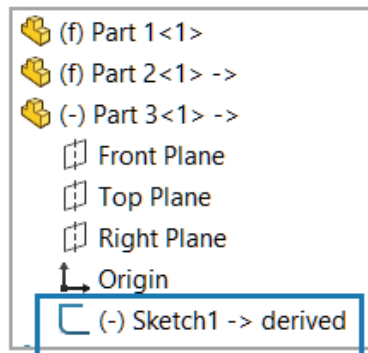 (f) Part 1<1>
(f) Part 2<1> ->
(-) Part 3<1> ->
Front Plane
Top Plane
Right Plane
Origin
(-) Sketch1 -> derived